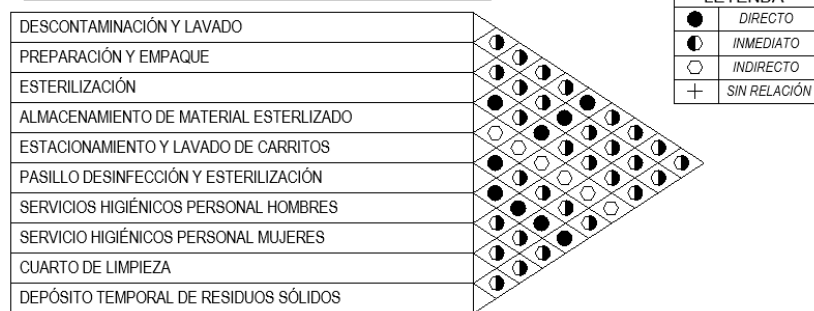 LEYENDA
DIRECTO
INMEDIATO
INDIRECTO
SIN RELACIÓN
DESCONTAMINACIÓN Y LAVADO
PREPARACIÓN Y EMPAQUE
ESTERILIZACIÓN
ALMACENAMIENTO DE MATERIAL ESTERLIZADO
ESTACIONAMIENTO Y LAVADO DE CARRITOS
PASILLO DESINFECCIÓN Y ESTERILIZACIÓN
SERVICIOS HIGIÉNICOS PERSONAL HOMBRES
SERVICIO HIGIÉNICOS PERSONAL MUJERES
CUARTO DE LIMPIEZA
DEPÓSITO TEMPORAL DE RESIDUOS SÓLIDOS